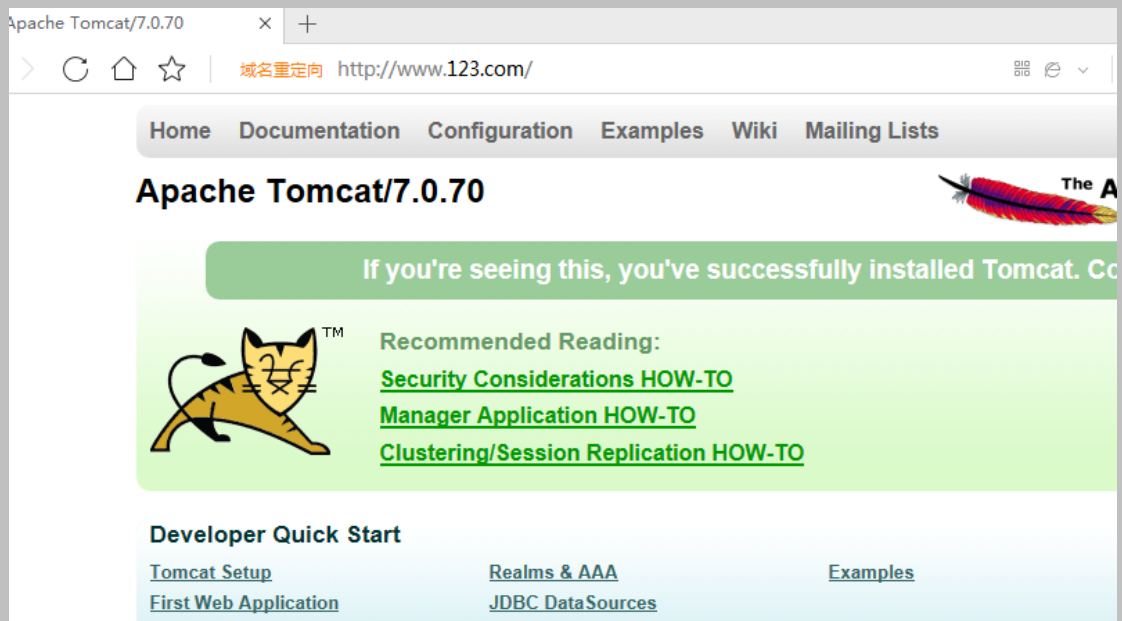 Apache Tomcat/7.0.70
域名重定向 http://www.123.com/
Home Documentation Configuration Examples Wiki Mailing Lists
Apache Tomcat/7.0.70
The A
If you're seeing this, you've successfully installed Tomcat. Co
TM
Recommended Reading:
Security Considerations HOW-TO
Manager Application HOW-TO
Clustering/Session Replication HOW-TO
Developer Quick Start
Tomcat Setup Realms & AAA Examples
First Web Application JDBC DataSources